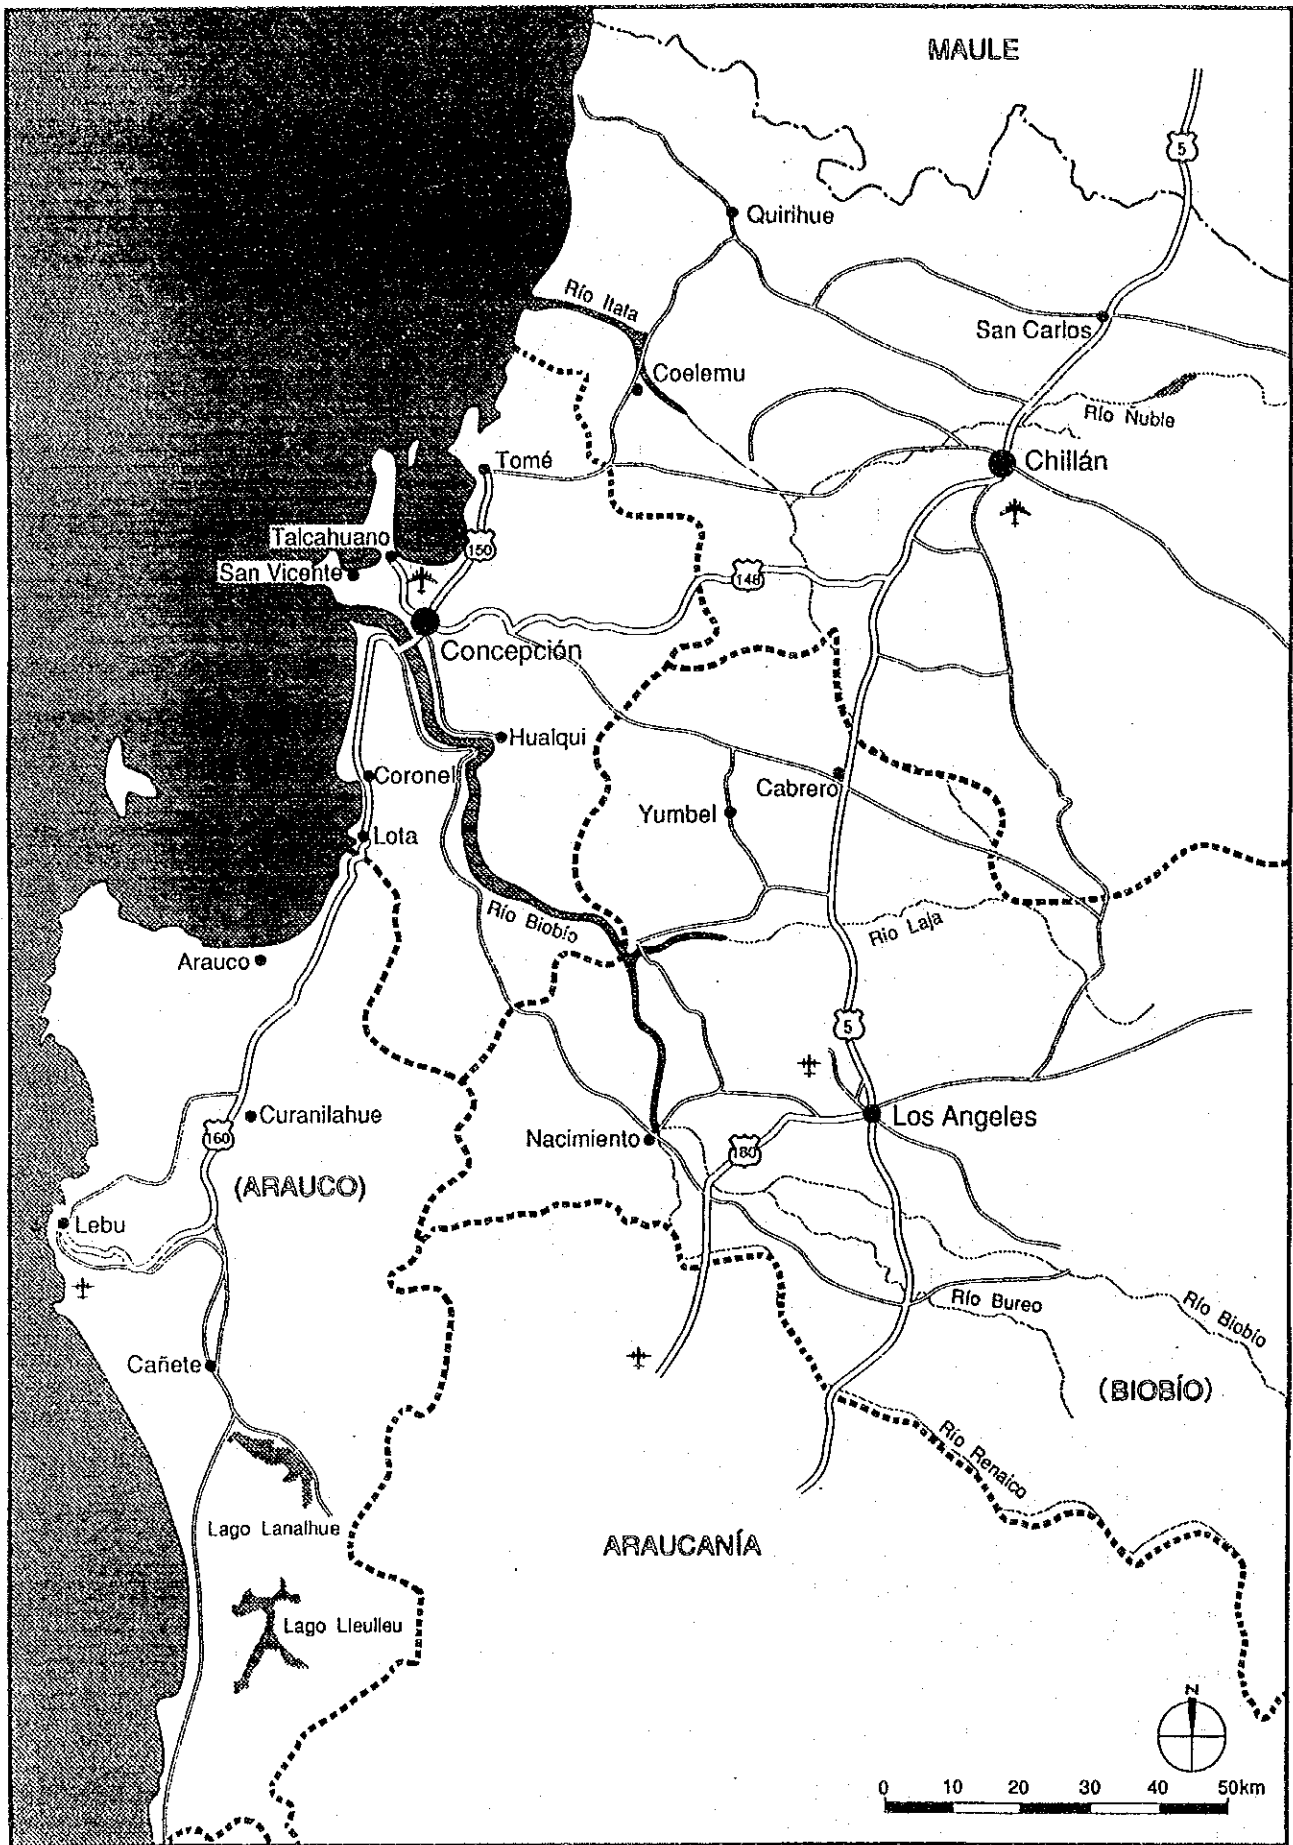 MAULE
5
Quirihue
Río Itata
San Carlos
Coelemu
Río Ñuble
Chillán
Tomé
Talcahuano
150
San Vicente
148
Concepción
Hualqui
Coronel
Cabrero
Yumbel
Lota
Río Biobío
Río Laja
Arauco
5
Curanilahue
Los Angeles
160
Nacimiento
180
(ARAUCO)
Lebu
Río Bureo
Río Biobío
Cañete
(BIOBÍO)
Río Renaico
Lago Lanalhue
ARAUCANÍA
Lago Lleulleu
N
0 10 20 30 40 50km